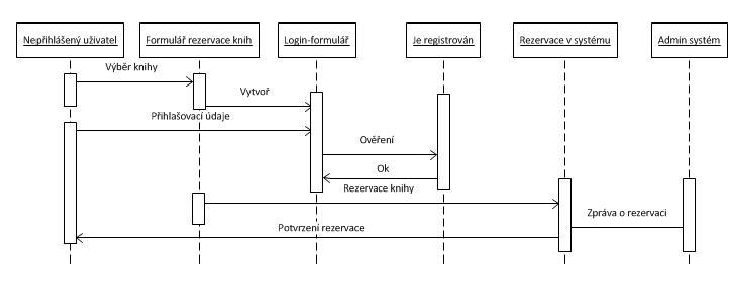 Nepřihlášený uživatel
Formulář rezervace knih
Login-formulář
Je registrován
Rezervace v systému
Admin systém
Výběr knihy
Vytvoř
Přihlašovací údaje
Ověření
Ok
Rezervace knihy
Zpráva o rezervaci
Potvrzení rezervace